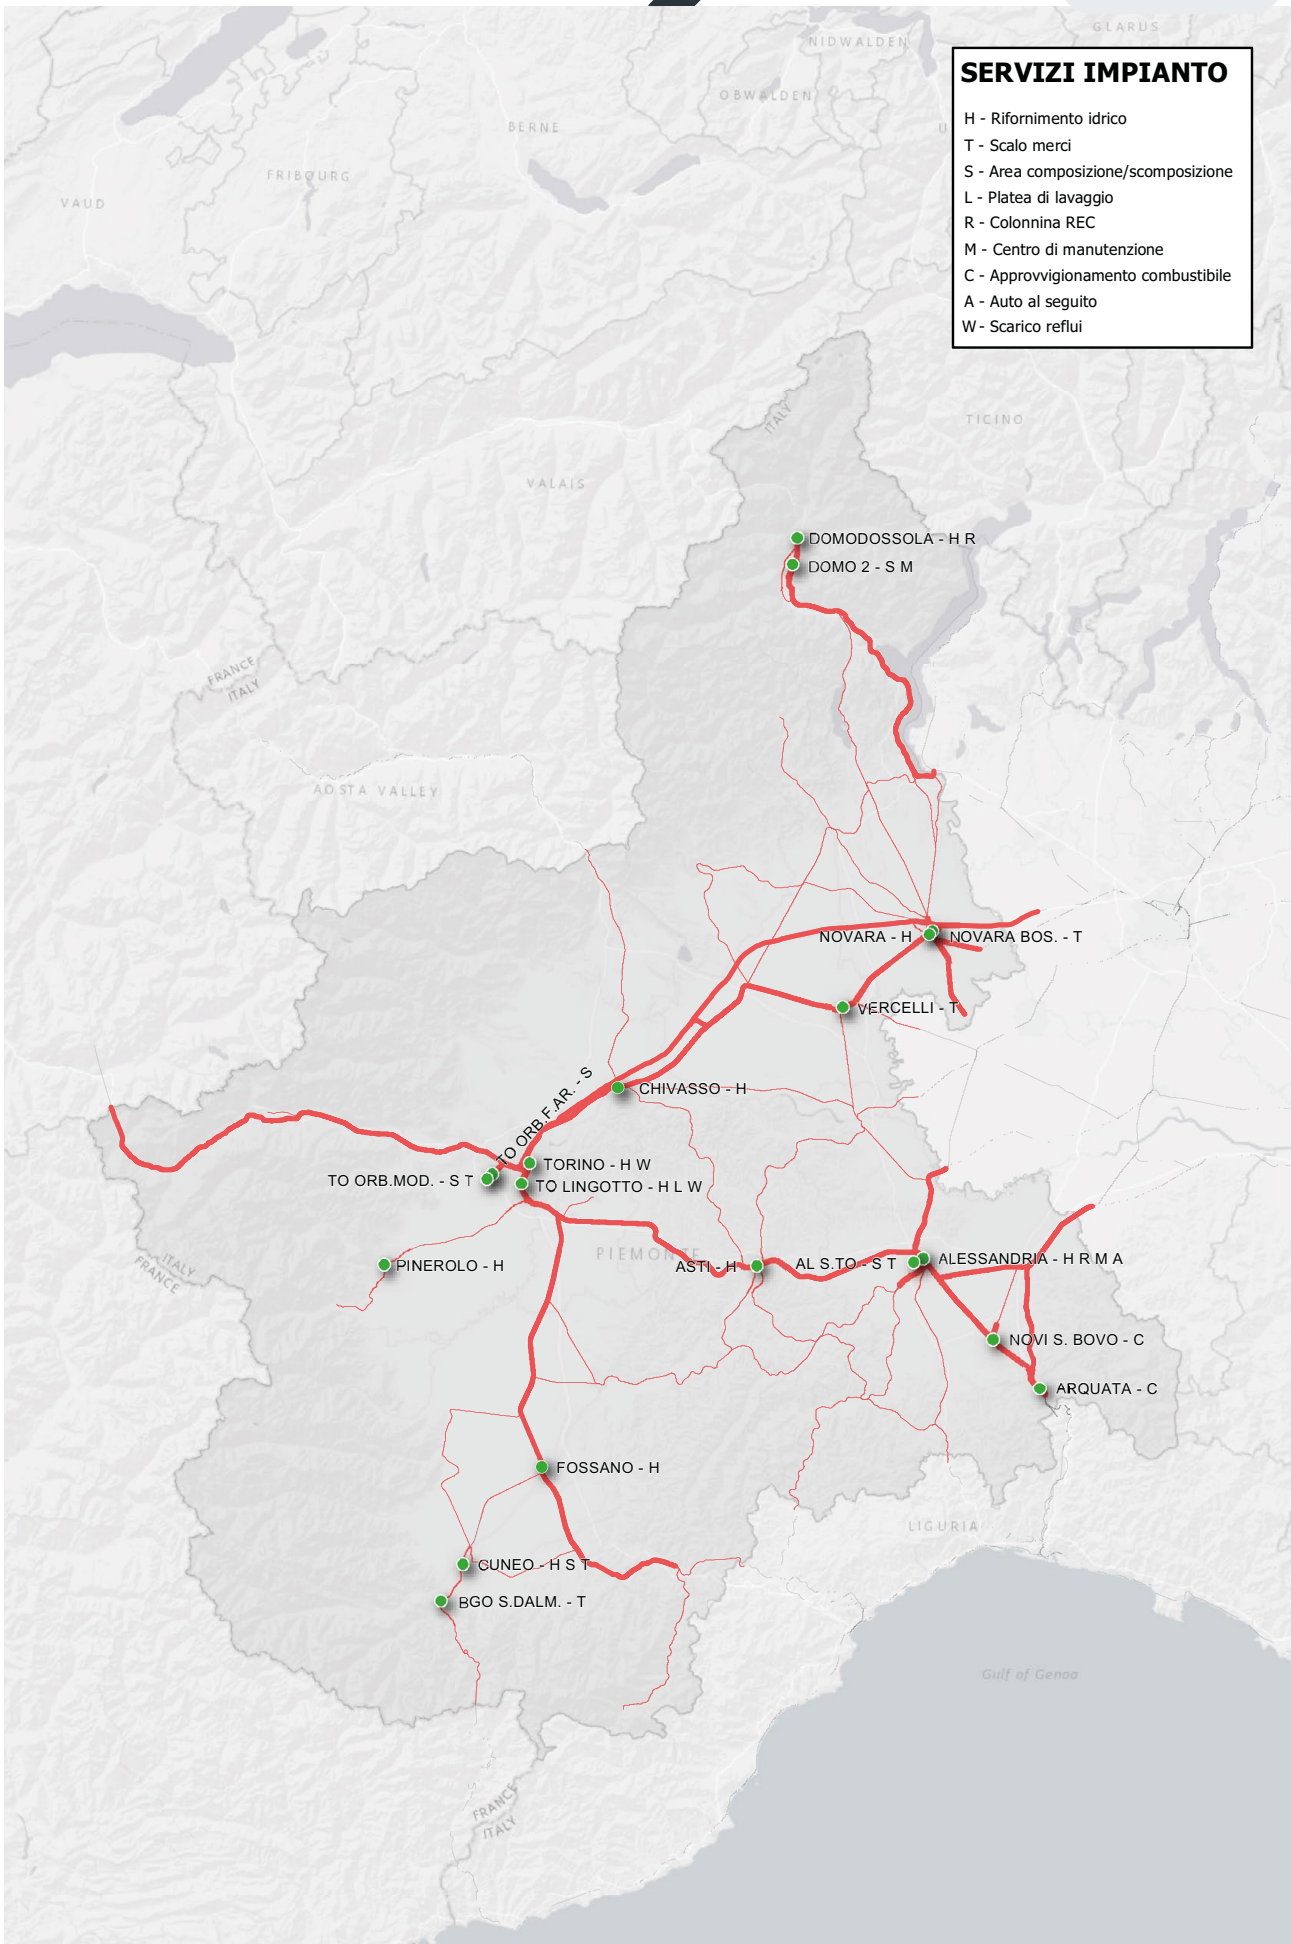 GLARUS
NIDWALDEN
SERVIZI IMPIANTO
OBWALDEN
H - Rifornimento idrico
BERNE
U
T - Scalo merci
S - Area composizione/scomposizione
FRIBOURG
L - Platea di lavaggio
VAUD
R - Colonnina REC
M - Centro di manutenzione
C - Approvvigionamento combustibile
A - Auto al seguito
W - Scarico reflui
ITALY
TICINO
VALAIS
DOMODOSSOLA - H R
DOMO 2 - S M
FRANCE
ITALY
AOSTA VALLEY
NOVARA - H
NOVARA BOS. - T
VERCELLI - T
TO ORB.F.AR. - S
CHIVASSO - H
TORINO - H W
TO ORB.MOD. - S T
TO LINGOTTO - H L W
PIEMONTE
ITALY
FRANCE
PINEROLO - H
ASTI - H
AL S.TO - S T
ALESSANDRIA - H R M A
NOVI S. BOVO - C
ARQUATA - C
FOSSANO - H
LIGURIA
CUNEO - H S T
BGO S.DALM. - T
Gulf of Genoa
FRANCE
ITALY